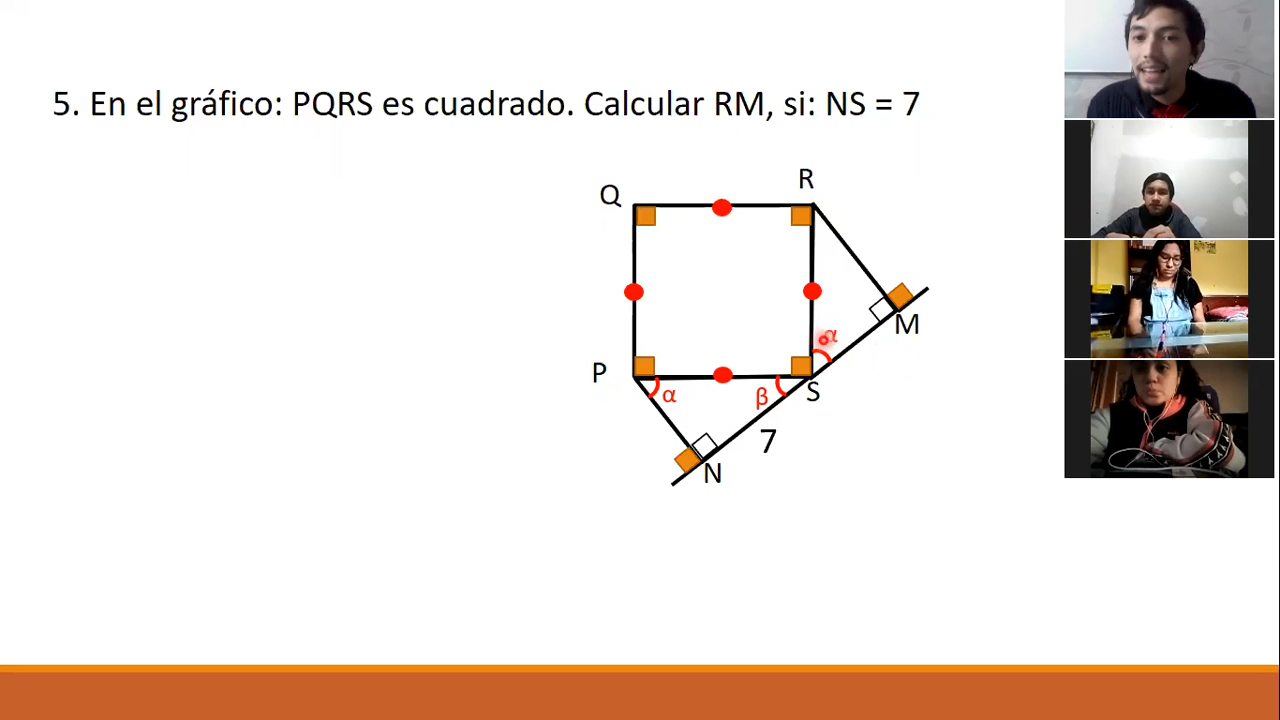 5. En el gráfico: PQRS es cuadrado. Calcular RM, si: NS = 7
R
Q
α
M
P
α
β
S
7
N